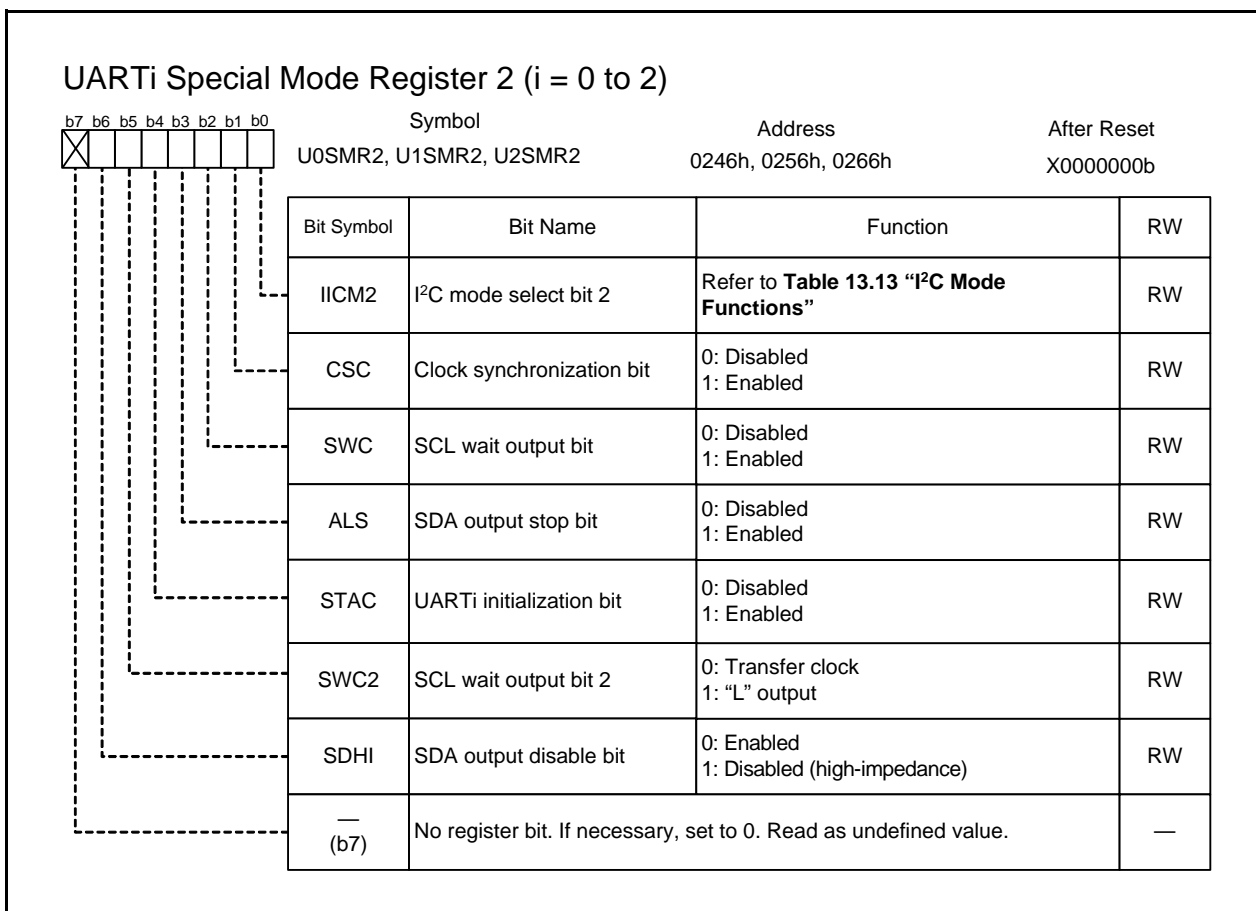 UARTi Special Mode Register 2 (i = 0 to 2)
b7 b6 b5 b4 b3 b2 b1 b0
Symbol Address After Reset
U0SMR2, U1SMR2, U2SMR2 0246h, 0256h, 0266h X0000000b
Bit Symbol Bit Name Function RW
IICM2 I²C mode select bit 2 Refer to Table 13.13 “I²C Mode
Functions” RW
CSC Clock synchronization bit 0: Disabled
1: Enabled RW
SWC SCL wait output bit 0: Disabled
1: Enabled RW
ALS SDA output stop bit 0: Disabled
1: Enabled RW
STAC UARTi initialization bit 0: Disabled
1: Enabled RW
SWC2 SCL wait output bit 2 0: Transfer clock
1: “L” output RW
SDHI SDA output disable bit 0: Enabled
1: Disabled (high-impedance) RW
—
(b7) No register bit. If necessary, set to 0. Read as undefined value. —